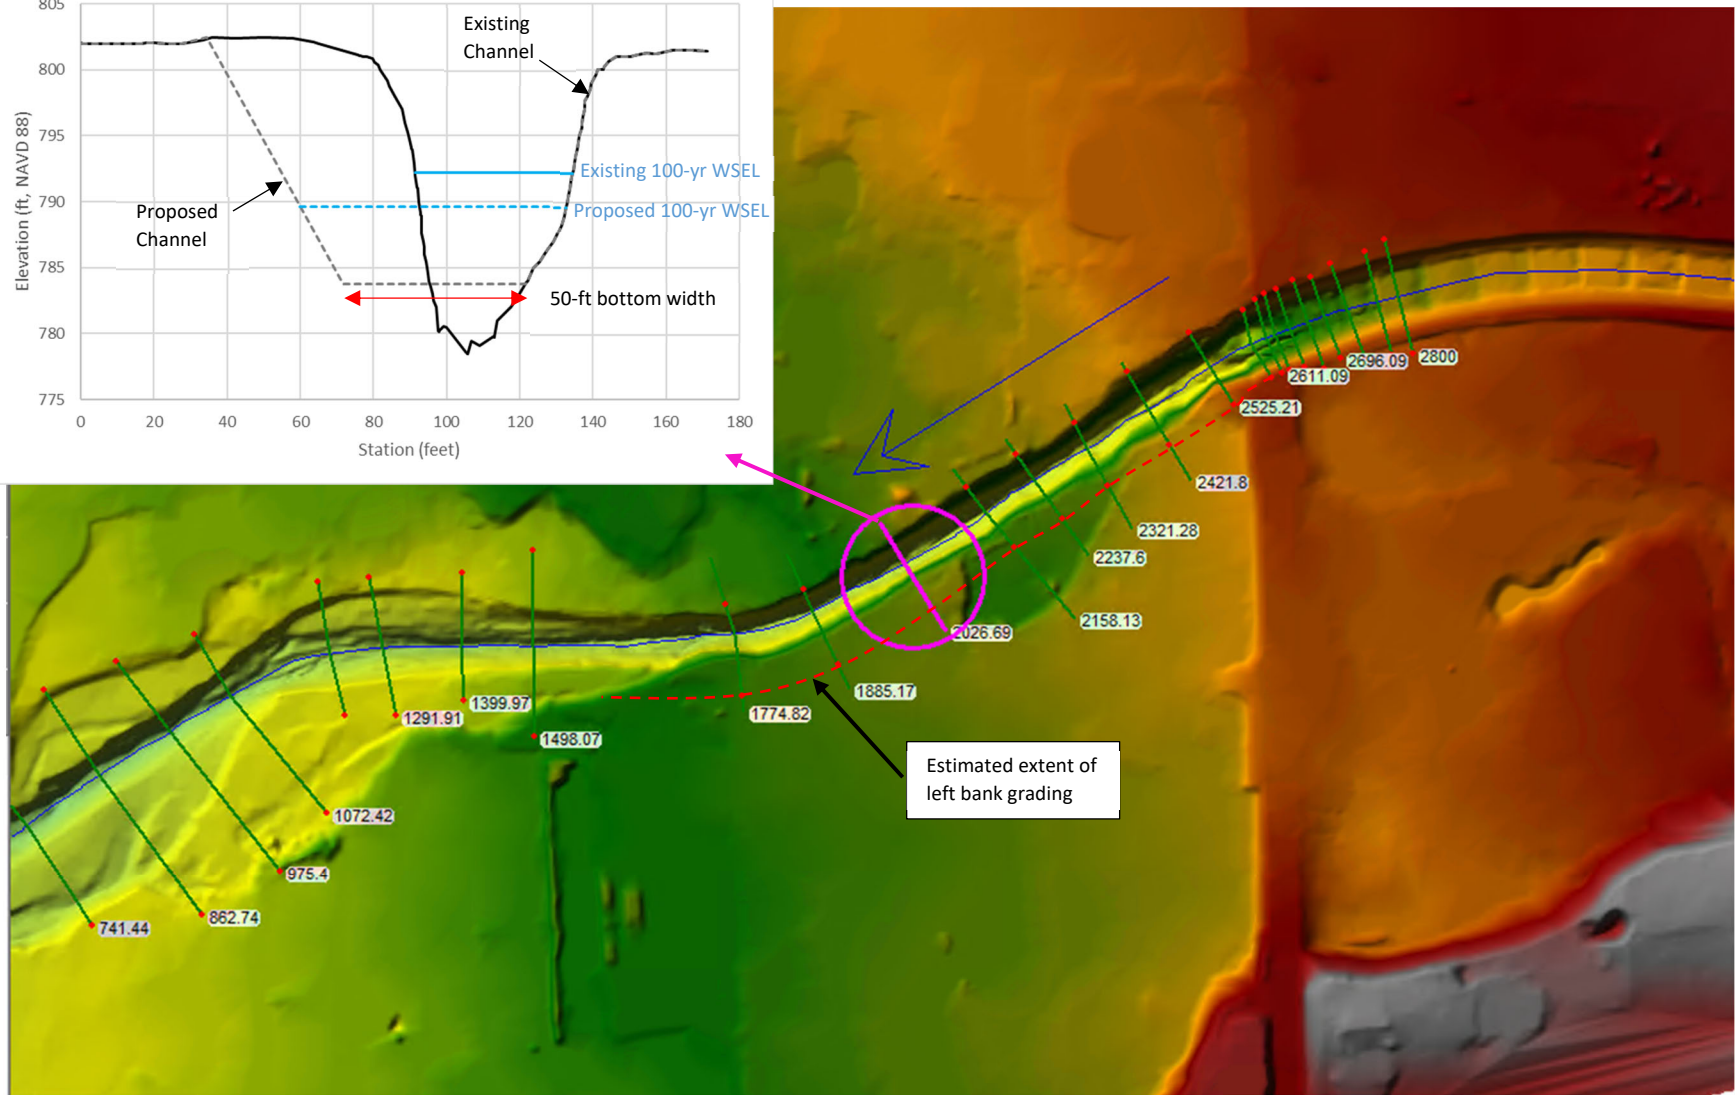 805
800
795
790
785
780
775
Elevation (ft, NAVD 88)
0 20 40 60 80 100 120 140 160 180
Station (feet)
Existing
Channel
Existing 100-yr WSEL
Proposed 100-yr WSEL
Proposed
Channel
50-ft bottom width
2800
2696.09
2611.09
2525.21
2421.8
2321.28
2237.6
2158.13
2026.69
1885.17
1774.82
1498.07
1399.97
1291.91
1072.42
975.4
862.74
741.44
Estimated extent of
left bank grading